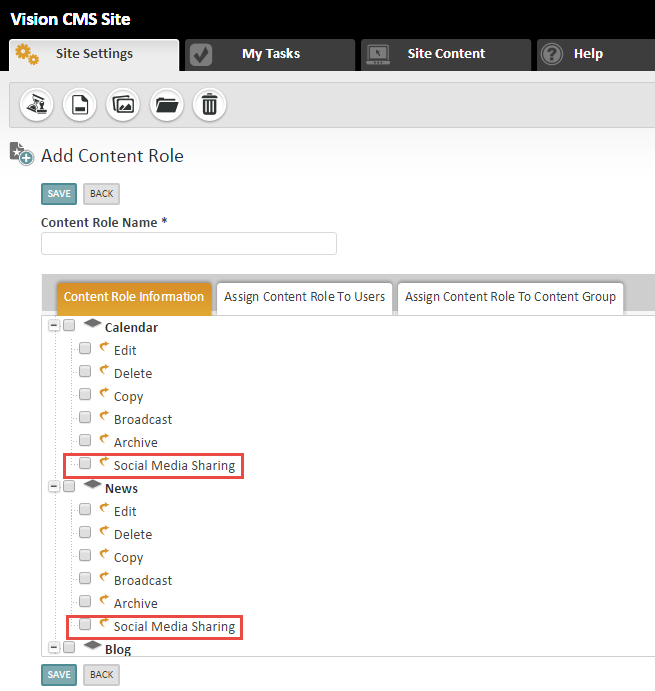 Vision CMS Site
Site Settings My Tasks Site Content Help
Add Content Role
SAVE BACK
Content Role Name *
Content Role Information Assign Content Role To Users Assign Content Role To Content Group
Calendar
Edit
Delete
Copy
Broadcast
Archive
Social Media Sharing
News
Edit
Delete
Copy
Broadcast
Archive
Social Media Sharing
Blog
SAVE BACK